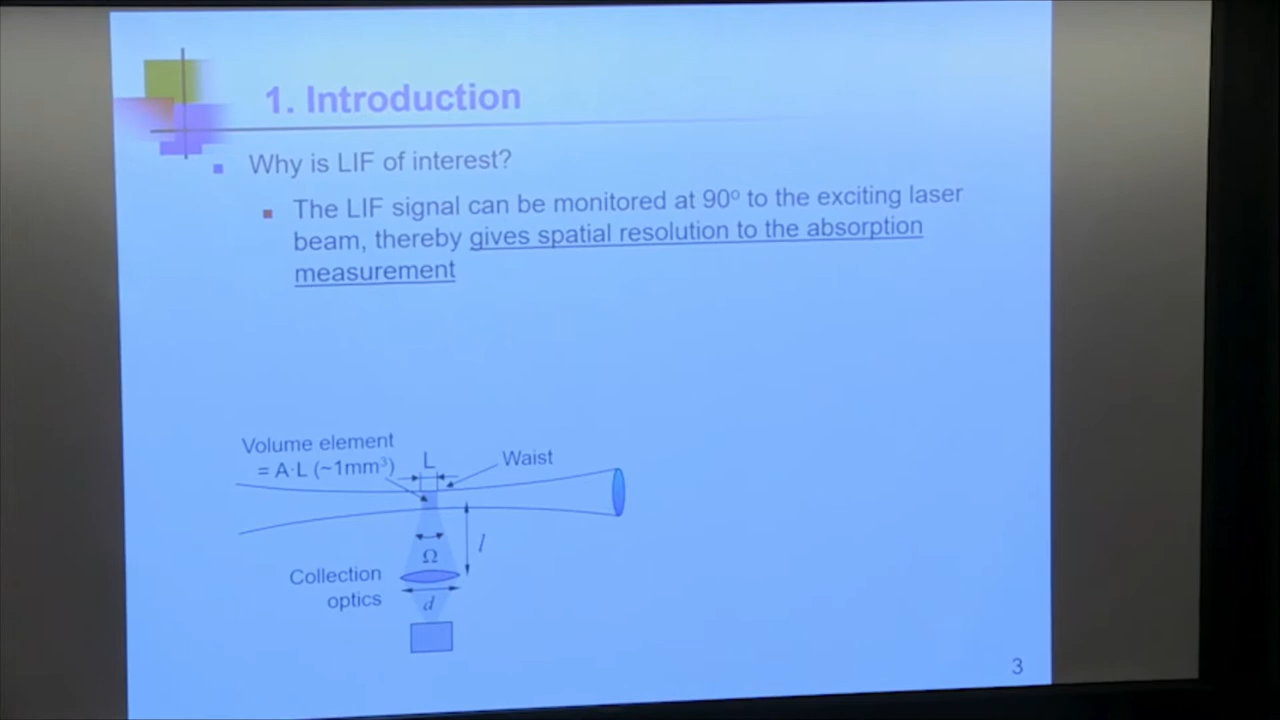 1. Introduction
Why is LIF of interest?
The LIF signal can be monitored at 90º to the exciting laser
beam, thereby gives spatial resolution to the absorption
measurement
Volume element
= A·L (~1mm³)
L
Waist
Ω
l
Collection
optics
d
3